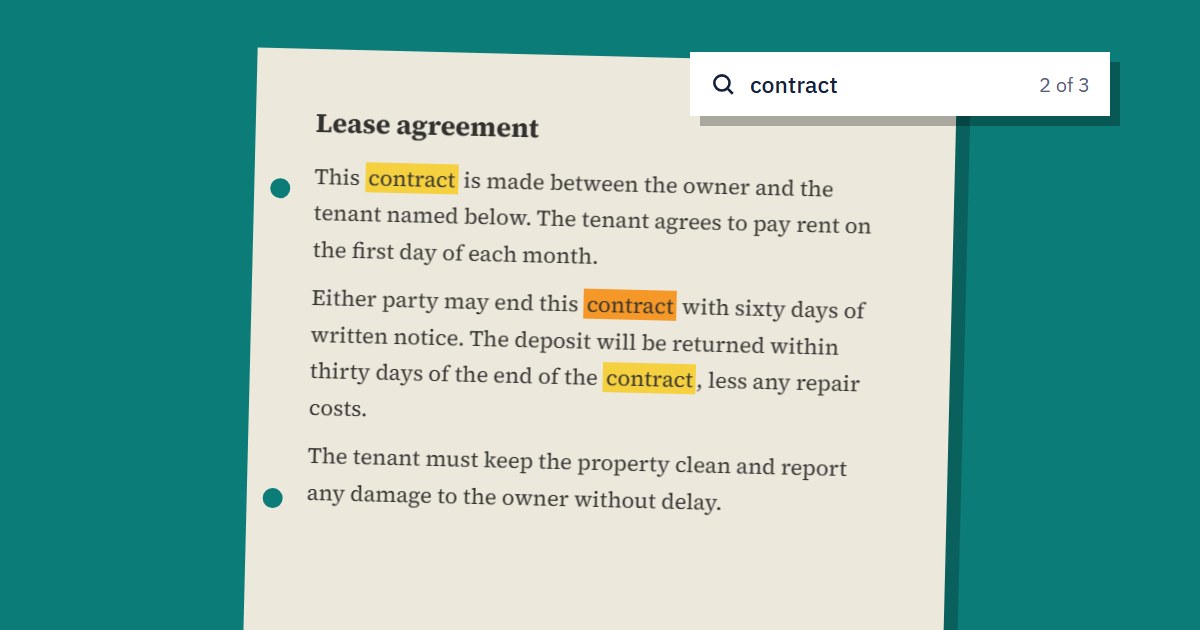 contract
2 of 3
Lease agreement
This contract is made between the owner and the
tenant named below. The tenant agrees to pay rent on
the first day of each month.
Either party may end this contract with sixty days of
written notice. The deposit will be returned within
thirty days of the end of the contract, less any repair
costs.
The tenant must keep the property clean and report
any damage to the owner without delay.